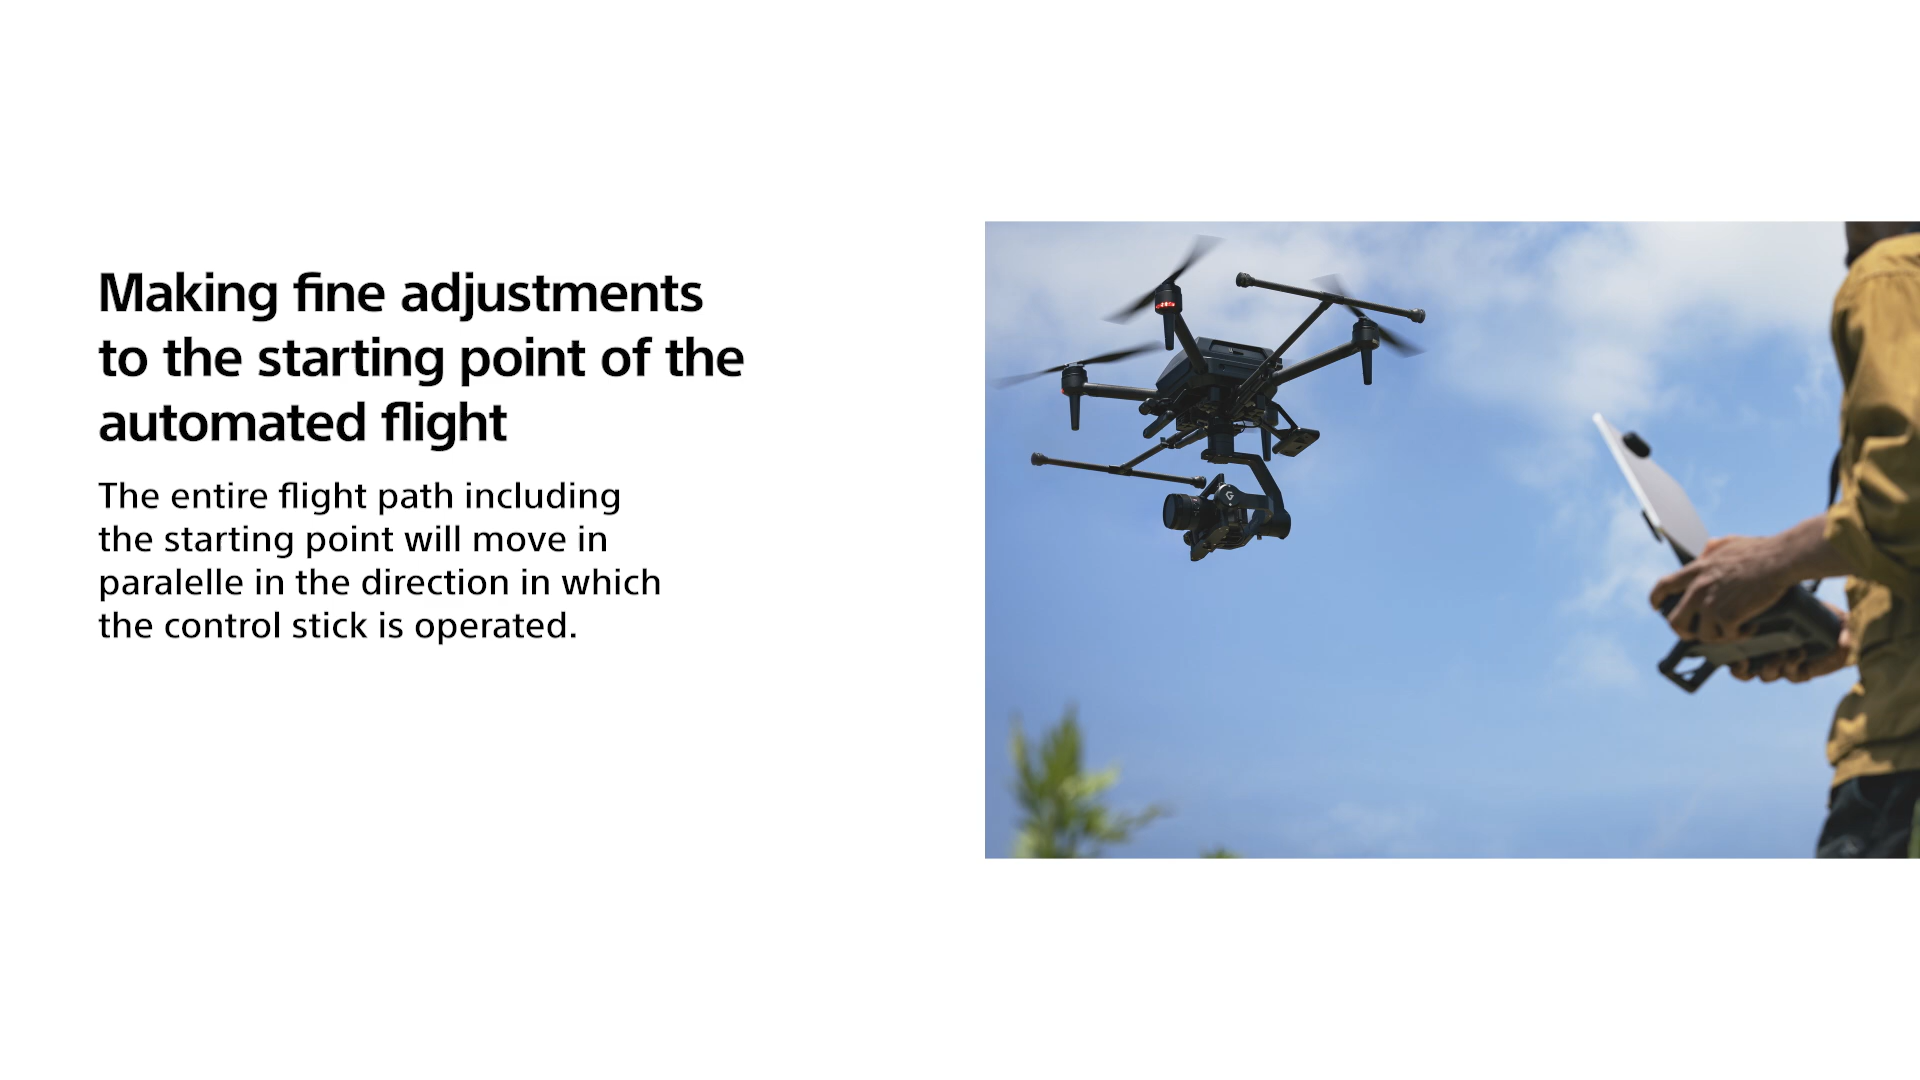 Making fine adjustments
to the starting point of the
automated flight
The entire flight path including
the starting point will move in
paralelle in the direction in which
the control stick is operated.